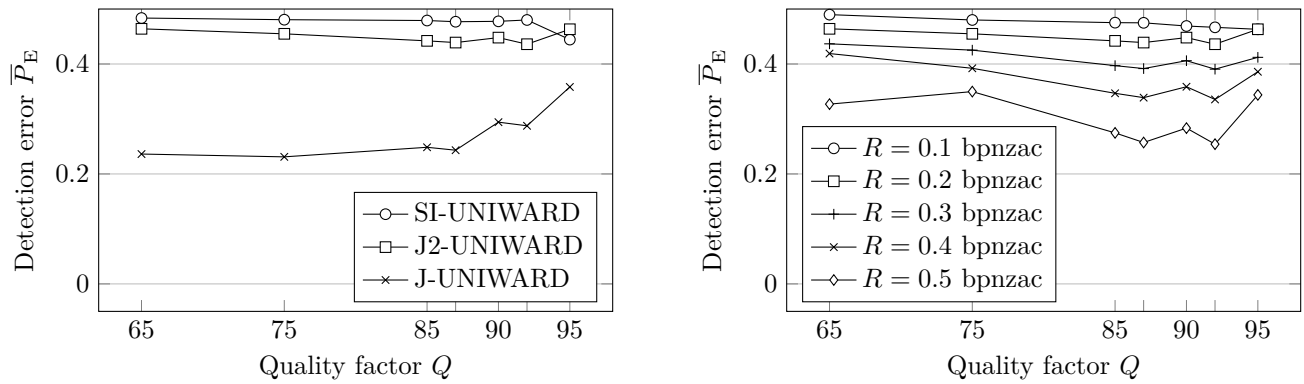 Detection error P̅_E
0.4
0.2
0
65
75
85
90
95
Quality factor Q
SI-UNIWARD
J2-UNIWARD
J-UNIWARD
Detection error P̅_E
0.4
0.2
0
65
75
85
90
95
Quality factor Q
R = 0.1 bpnzac
R = 0.2 bpnzac
R = 0.3 bpnzac
R = 0.4 bpnzac
R = 0.5 bpnzac